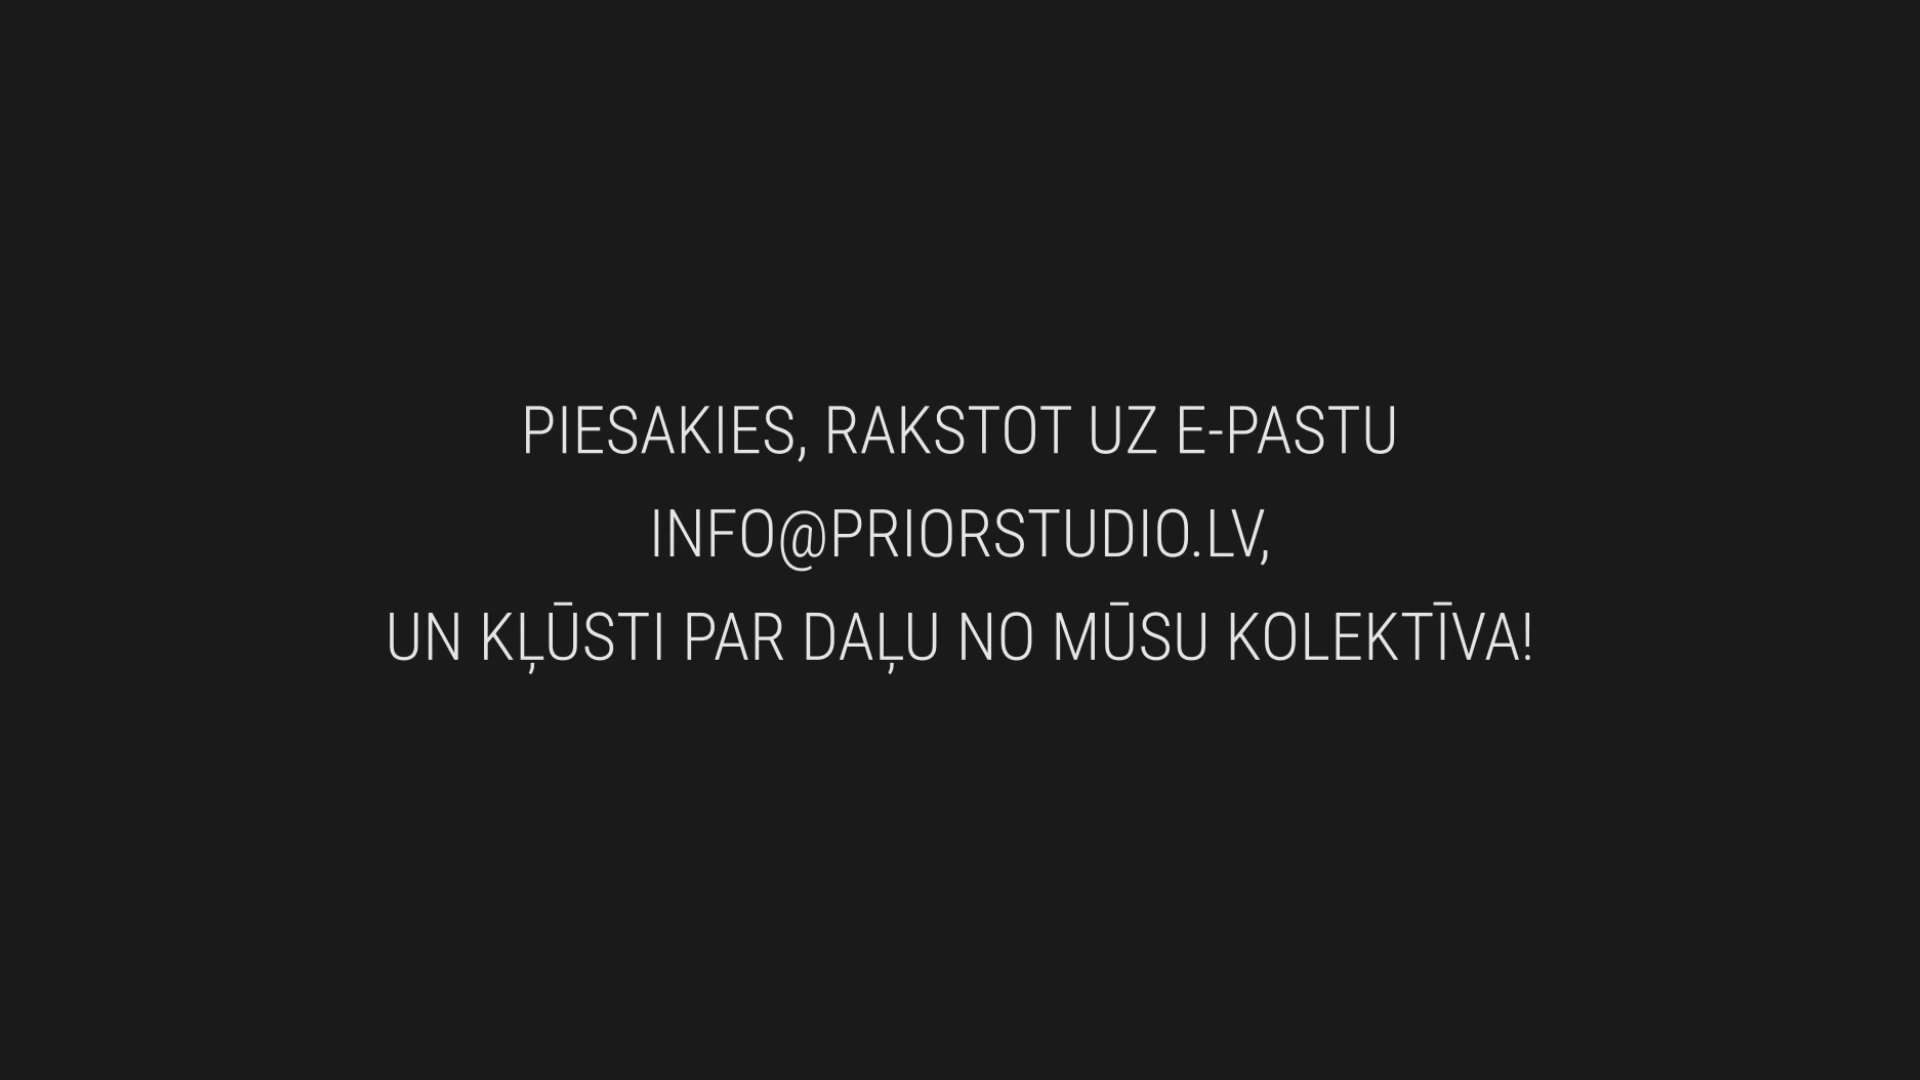 PIESAKIES, RAKSTOT UZ E-PASTU
INFO@PRIORSTUDIO.LV,
UN KĻŪSTI PAR DAĻU NO MŪSU KOLEKTĪVA!